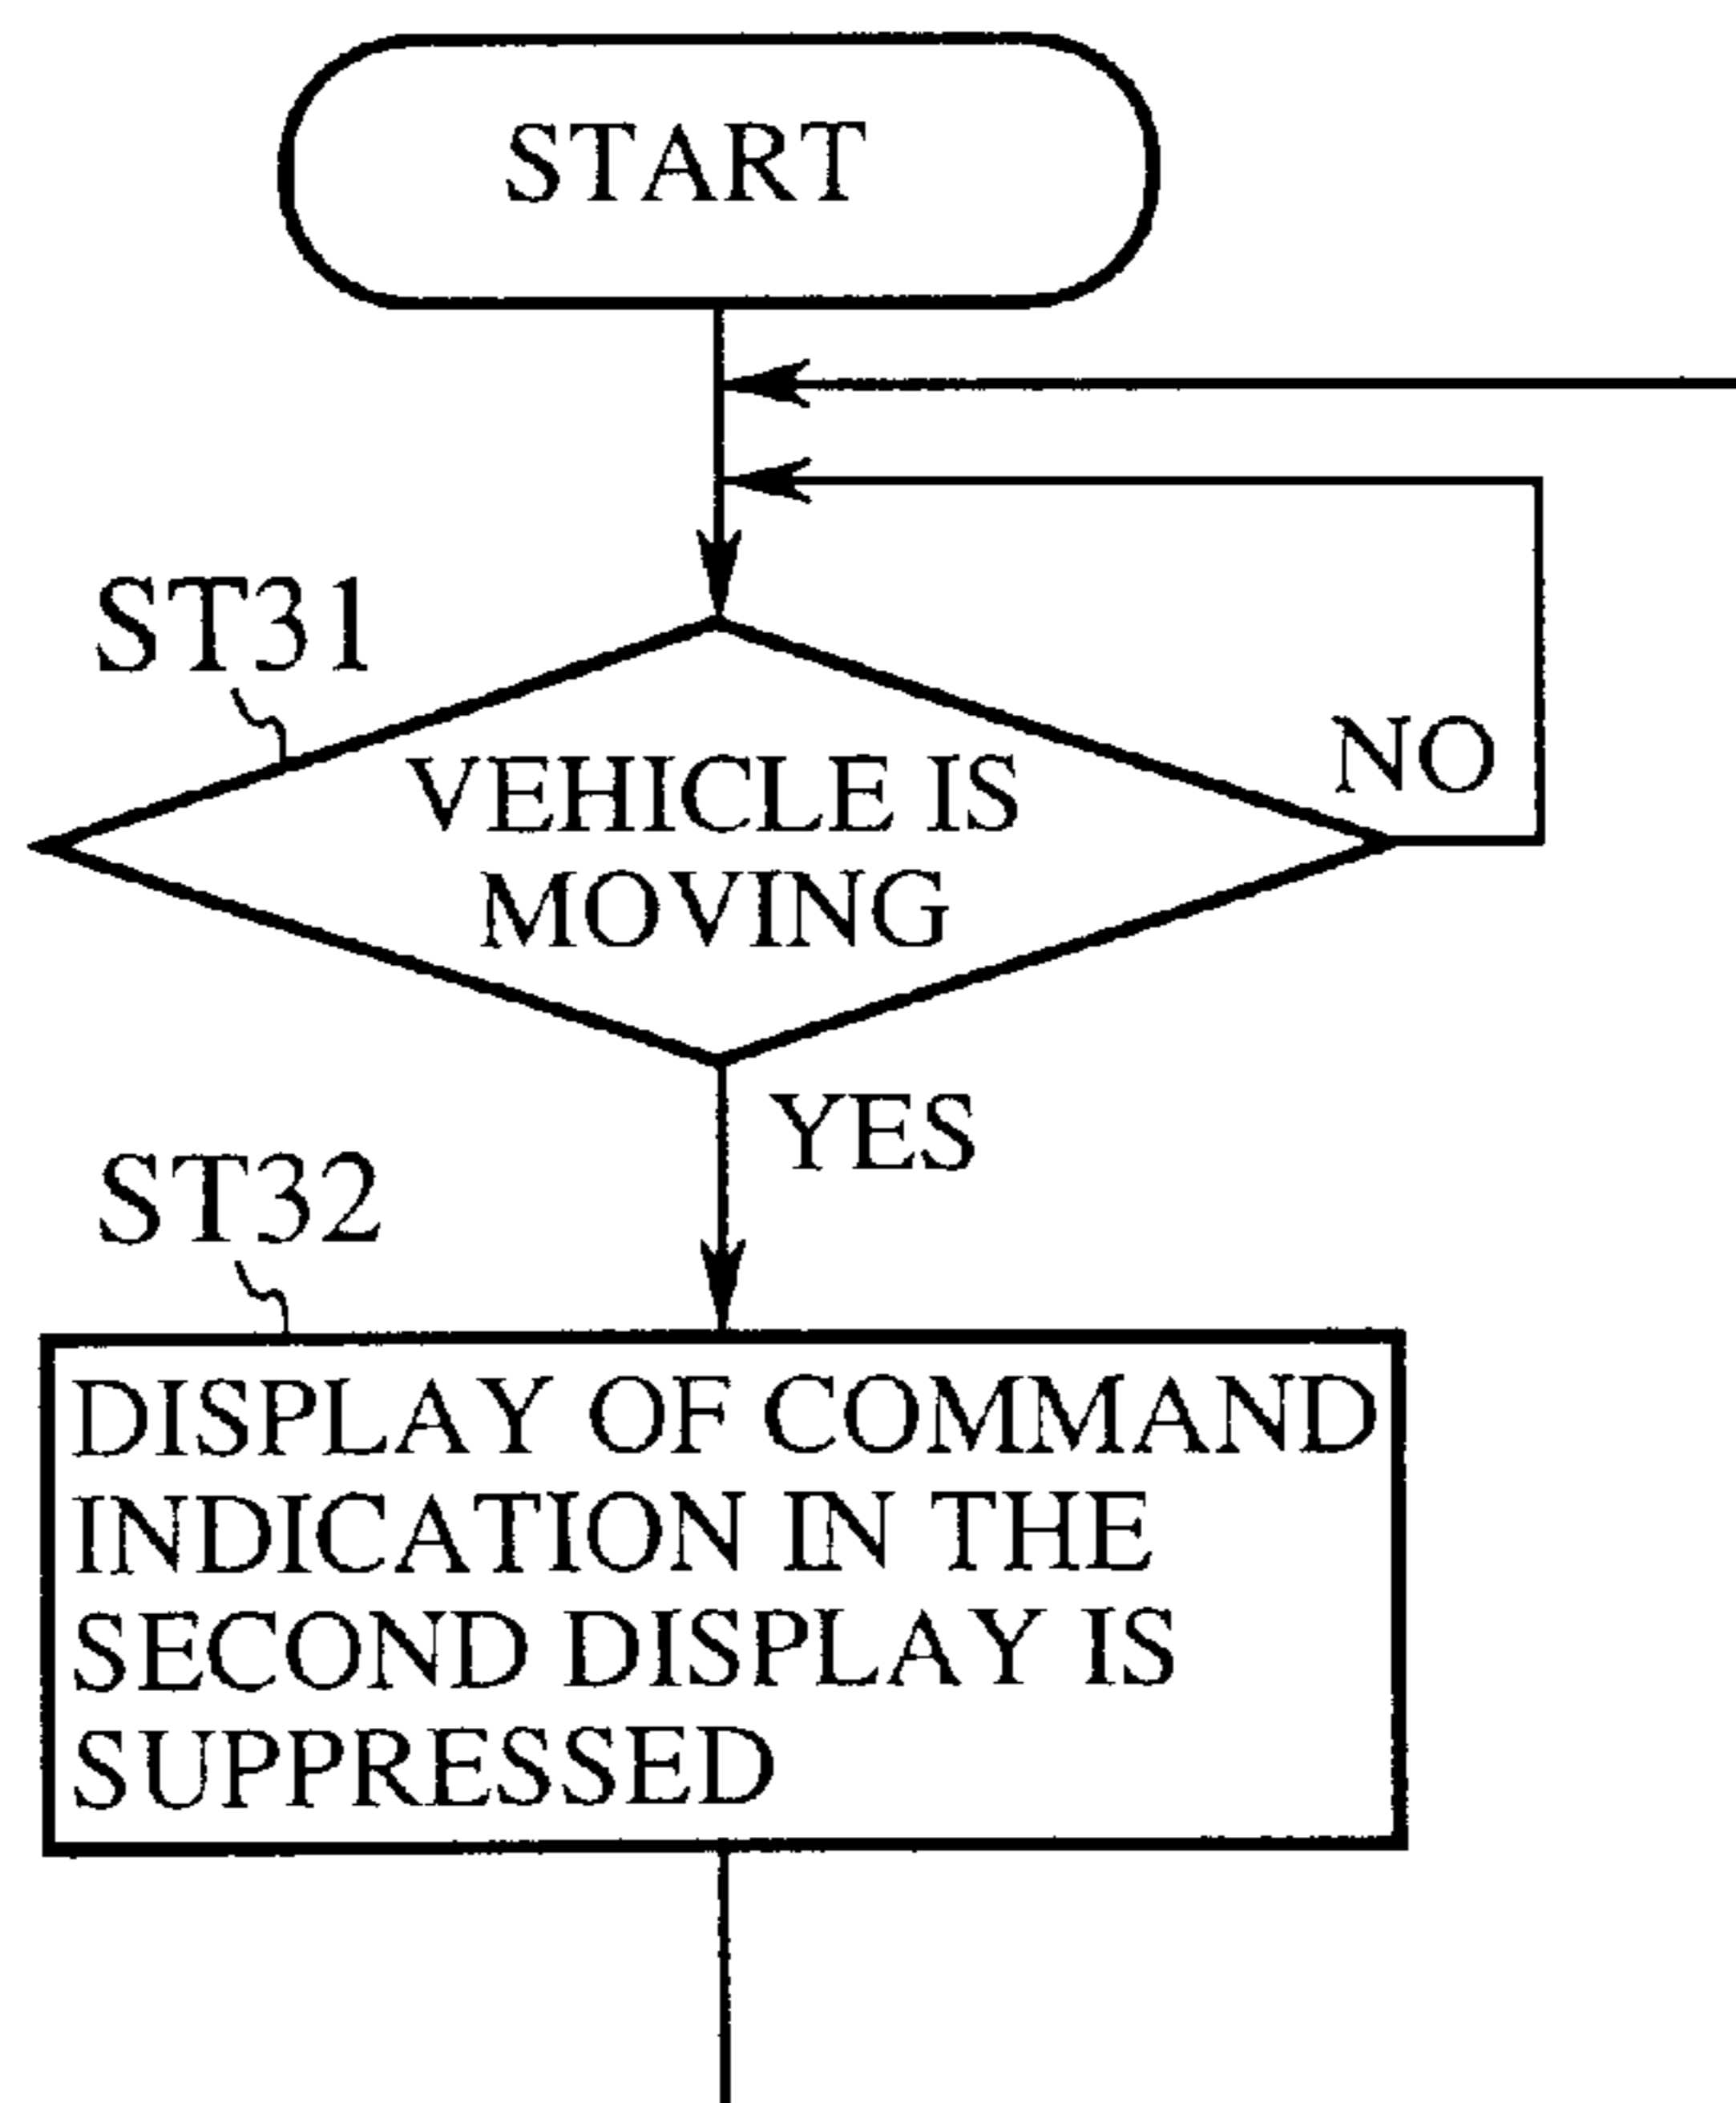 START
ST31
VEHICLE IS
MOVING
NO
YES
ST32
DISPLAY OF COMMAND
INDICATION IN THE
SECOND DISPLAY IS
SUPPRESSED